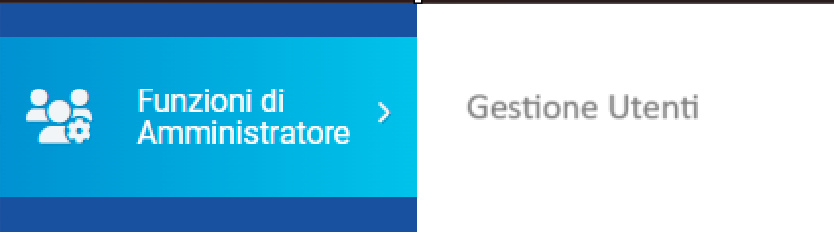 Funzioni di
Amministratore
Gestione Utenti